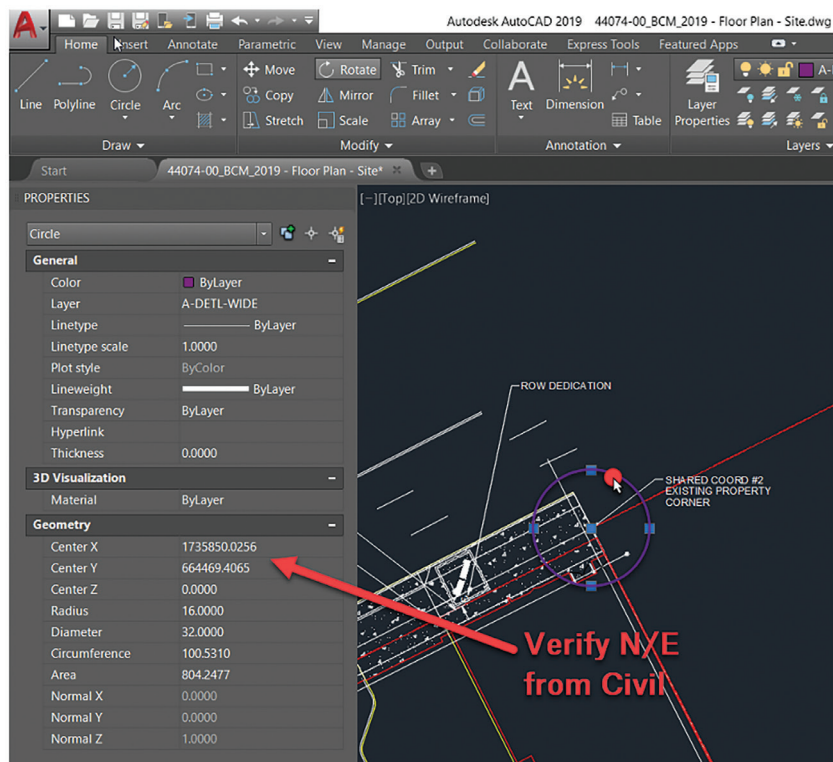 Autodesk AutoCAD 2019 44074-00_BCM_2019 - Floor Plan - Site.dwg
Home Insert Annotate Parametric View Manage Output Collaborate Express Tools Featured Apps
Move Rotate Trim
Line Polyline Circle Arc Copy Mirror Fillet Text Dimension Layer Properties
Stretch Scale Array Table
Draw Modify Annotation Layers
Start 44074-00_BCM_2019 - Floor Plan - Site*
PROPERTIES
[−][Top][2D Wireframe]
Circle
General
Color ByLayer
Layer A-DETL-WIDE
Linetype ByLayer
Linetype scale 1.0000
Plot style ByColor
Lineweight ByLayer
Transparency ByLayer
Hyperlink
Thickness 0.0000
3D Visualization
Material ByLayer
Geometry
Center X 1735850.0256
Center Y 664469.4065
Center Z 0.0000
Radius 16.0000
Diameter 32.0000
Circumference 100.5310
Area 804.2477
Normal X 0.0000
Normal Y 0.0000
Normal Z 1.0000
ROW DEDICATION
SHARED COORD #2
EXISTING PROPERTY
CORNER
Verify N/E
from Civil